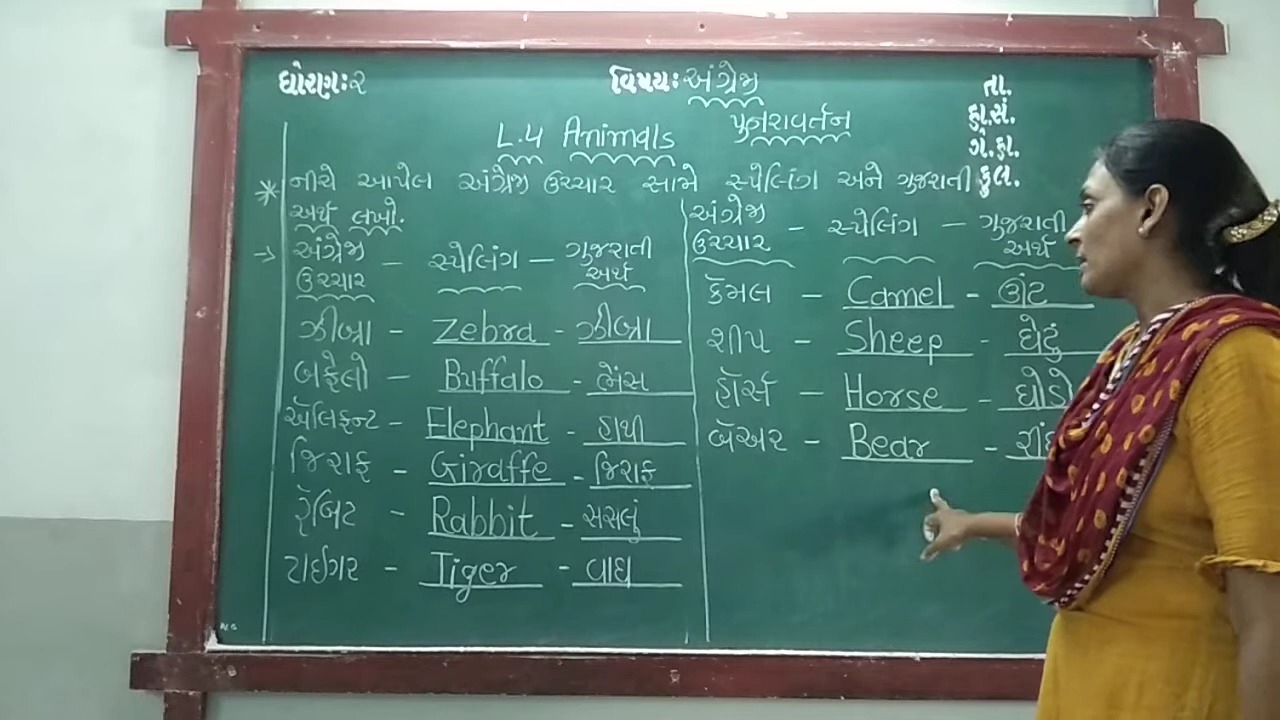 ધોરણ:૨
વિષય: અંગ્રેજી
તા.
L.4 Animals
પુનરાવર્તન
કા.સં.
ગે.કા.
કુલ.
* નીચે આપેલ અંગ્રેજી ઉચ્ચાર સામે સ્પેલિંગ અને ગુજરાતી
અર્થ લખો.
→ અંગ્રેજી ઉચ્ચાર – સ્પેલિંગ – ગુજરાતી અર્થ
ઝીબ્રા – Zebra – ઝીબ્રા
બફેલો – Buffalo – ભેંસ
ઍલિફન્ટ – Elephant – હાથી
જિરાફ – Giraffe – જિરાફ
રૅબિટ – Rabbit – સસલું
ટાઈગર – Tiger – વાઘ
અંગ્રેજી ઉચ્ચાર – સ્પેલિંગ – ગુજરાતી અર્થ
કૅમલ – Camel – ઊંટ
શીપ – Sheep – ઘેટું
હૉર્સ – Horse – ઘોડો
બૅઅર – Bear –